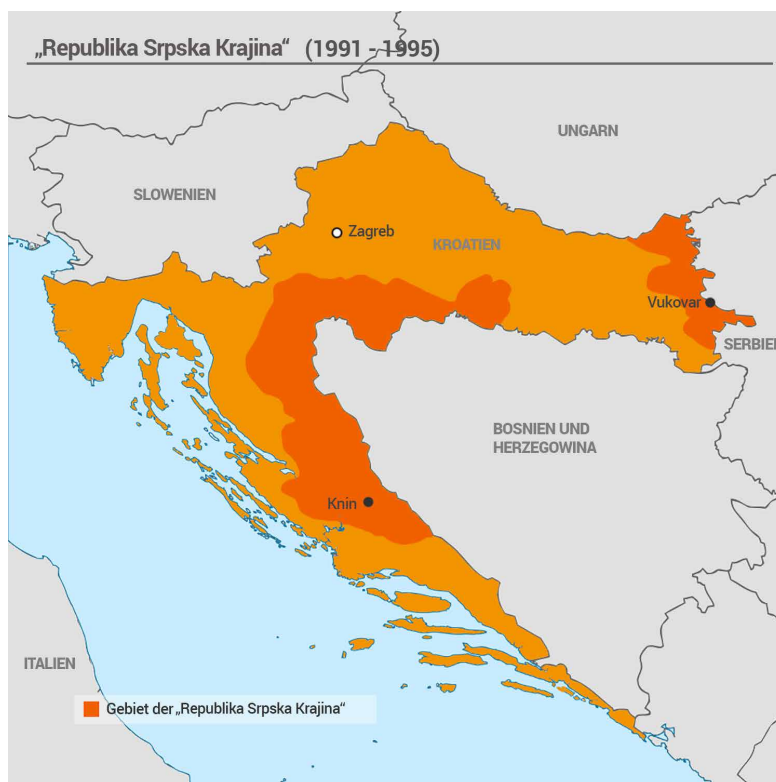 „Republika Srpska Krajina“ (1991 - 1995)
UNGARN
SLOWENIEN
Zagreb
KROATIEN
Vukovar
SERBIEN
BOSNIEN UND
HERZEGOWINA
Knin
ITALIEN
Gebiet der „Republika Srpska Krajina“